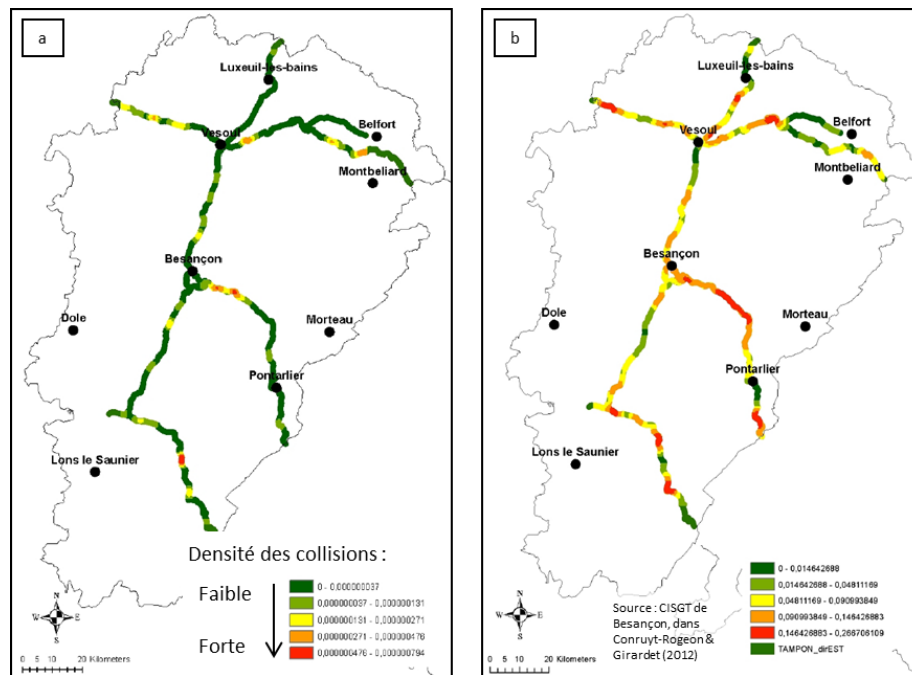 a
Luxeuil-les-bains
Vesoul
Belfort
Montbeliard
Besançon
Dole
Morteau
Pontarlier
Lons le Saunier
Densité des collisions :
Faible
Forte
0 - 0,000000037
0,000000037 - 0,000000131
0,000000131 - 0,000000271
0,000000271 - 0,000000476
0,000000476 - 0,000000794
N
W E
S
20 10 0 20 Kilometers
b
Luxeuil-les-bains
Vesoul
Belfort
Montbeliard
Besançon
Dole
Morteau
Pontarlier
Lons le Saunier
Source : CISGT de
Besançon, dans
Conruyt-Rogeon &
Girardet (2012)
0 - 0,014642688
0,014642688 - 0,04811169
0,04811169 - 0,090993849
0,090993849 - 0,146426883
0,146426883 - 0,266706109
TAMPON_dirEST
N
W E
S
20 10 0 20 Kilometers